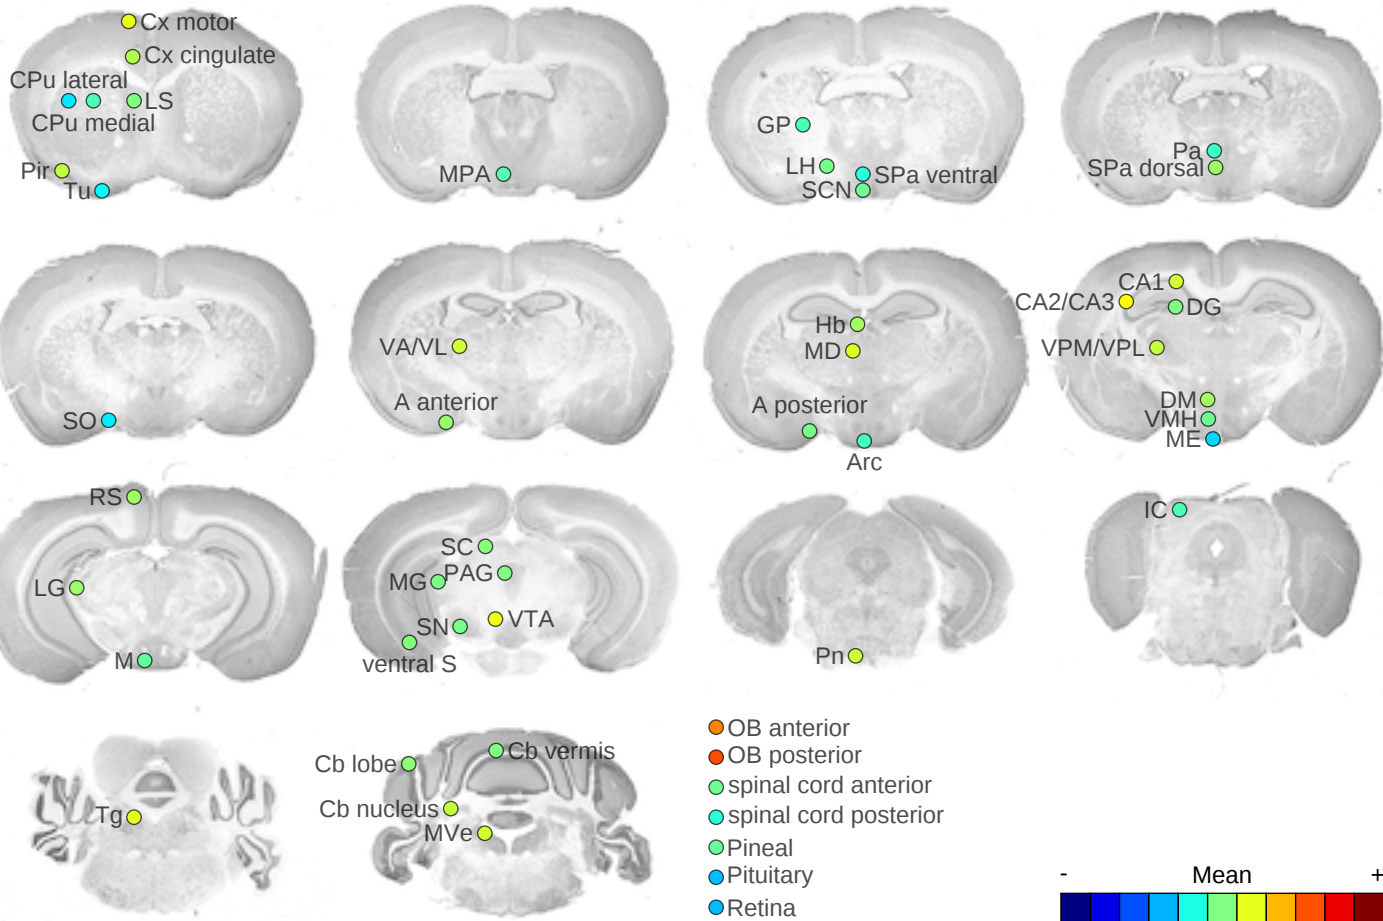 Cx motor
Cx cingulate
CPu lateral
LS
CPu medial
Pir
Tu
MPA
GP
LH
SPa ventral
SCN
Pa
SPa dorsal
SO
VA/VL
A anterior
Hb
MD
A posterior
Arc
CA1
CA2/CA3
DG
VPM/VPL
DM
VMH
ME
RS
LG
M
SC
MG
PAG
SN
VTA
ventral S
Pn
IC
Tg
Cb lobe
Cb vermis
Cb nucleus
MVe
OB anterior
OB posterior
spinal cord anterior
spinal cord posterior
Pineal
Pituitary
Retina
- Mean +